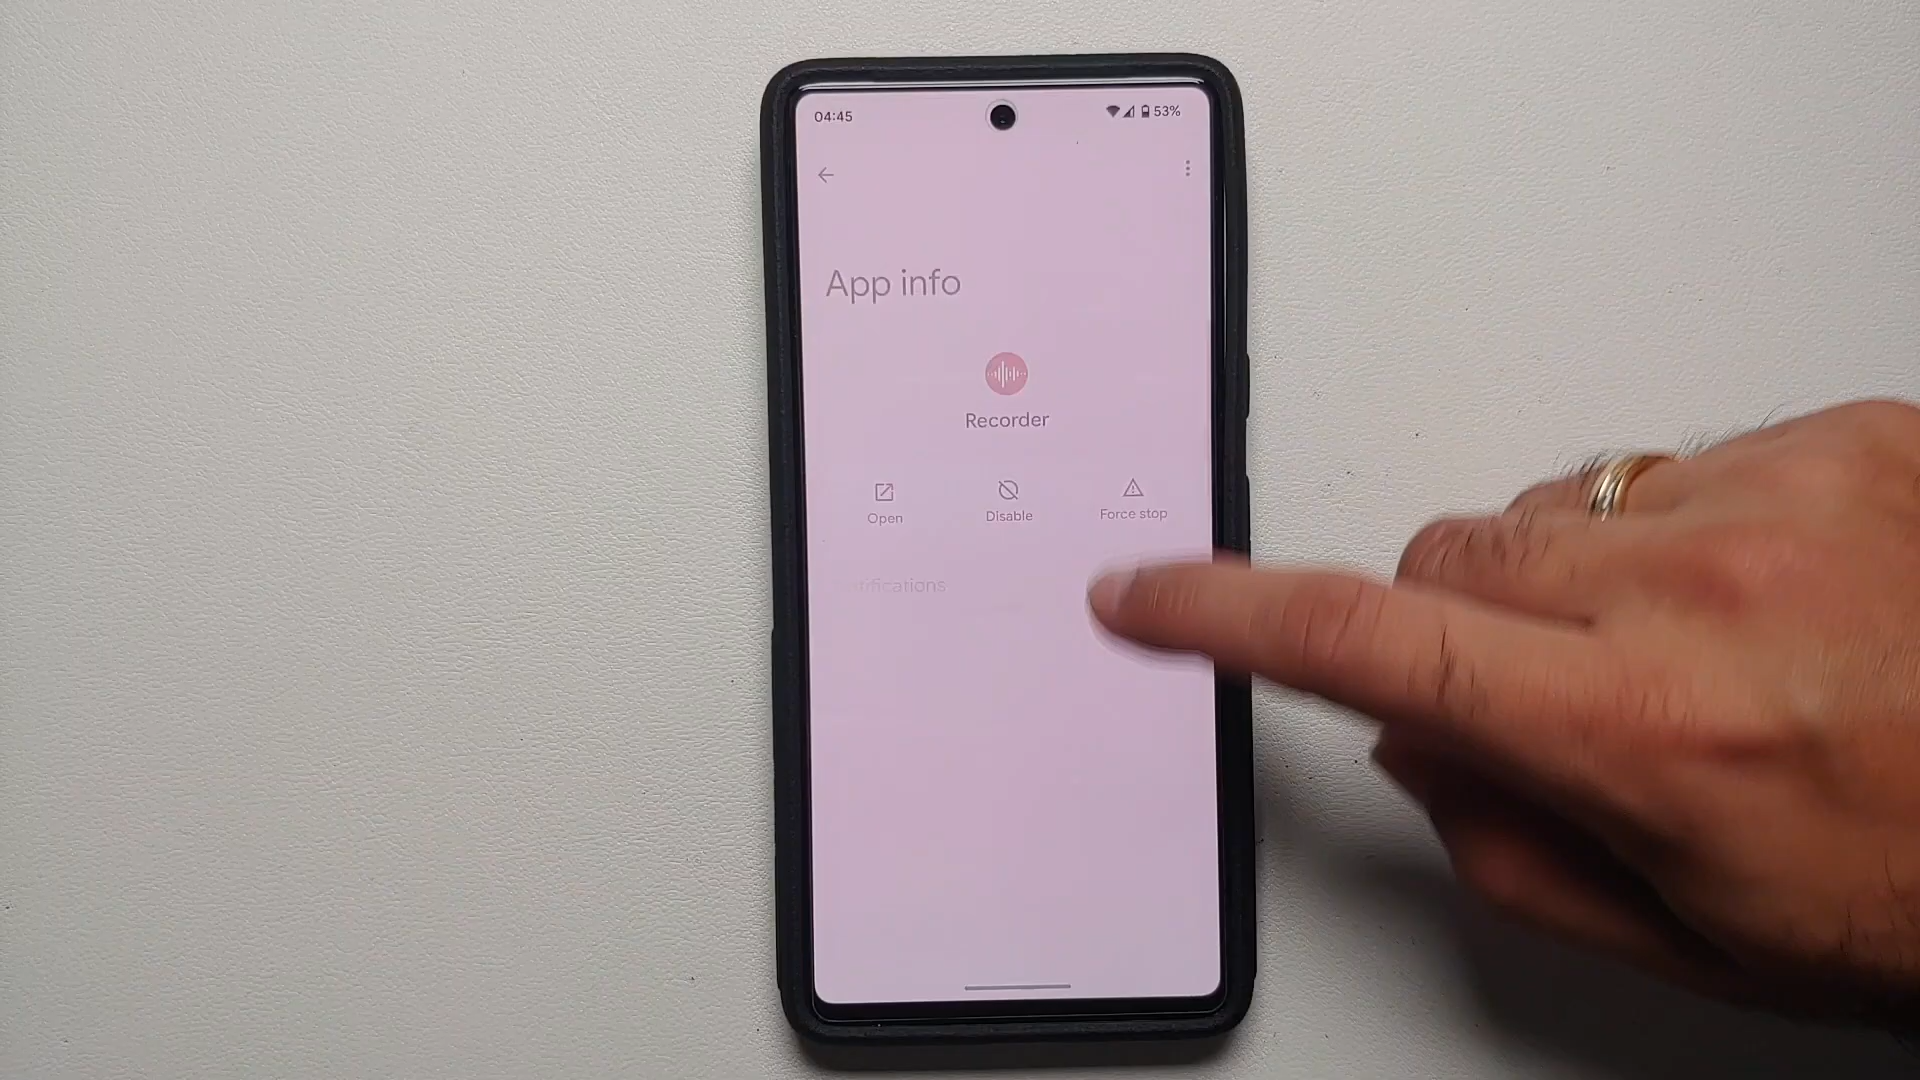 04:45
53%
App info
Recorder
Open
Disable
Force stop